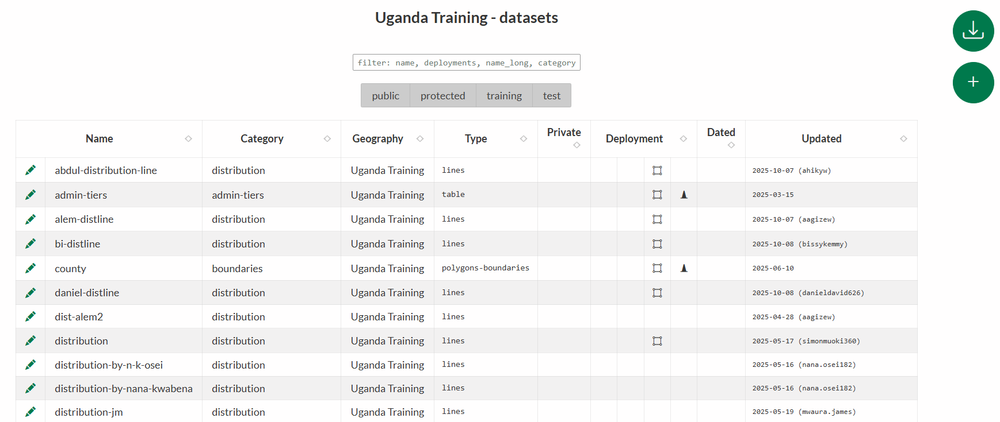 Uganda Training - datasets
filter: name, deployments, name_long, category
public protected training test
Name Category Geography Type Private Deployment Dated Updated
abdul-distribution-line distribution Uganda Training lines 2025-10-07 (ahikyw)
admin-tiers admin-tiers Uganda Training table 2025-03-15
alem-distline distribution Uganda Training lines 2025-10-07 (aagizew)
bi-distline distribution Uganda Training lines 2025-10-08 (bissykemmy)
county boundaries Uganda Training polygons-boundaries 2025-06-10
daniel-distline distribution Uganda Training lines 2025-10-08 (danieldavid626)
dist-alem2 distribution Uganda Training lines 2025-04-28 (aagizew)
distribution distribution Uganda Training lines 2025-05-17 (simonmuoki360)
distribution-by-n-k-osei distribution Uganda Training lines 2025-05-16 (nana.osei182)
distribution-by-nana-kwabena distribution Uganda Training lines 2025-05-16 (nana.osei182)
distribution-jm distribution Uganda Training lines 2025-05-19 (mwaura.james)